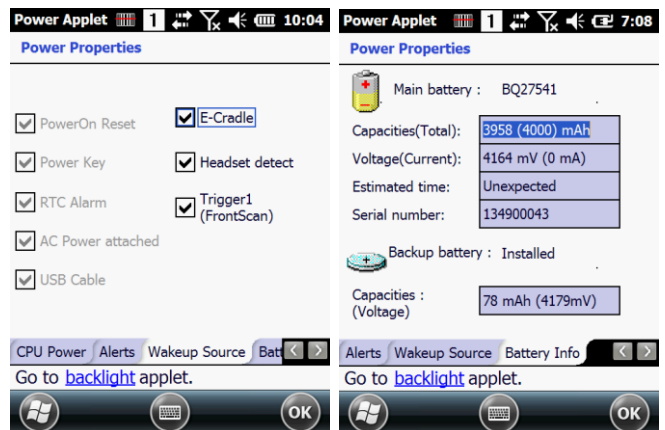 Power Applet 1 10:04
Power Properties
PowerOn Reset
E-Cradle
Power Key
Headset detect
RTC Alarm
Trigger1
(FrontScan)
AC Power attached
USB Cable
CPU Power Alerts Wakeup Source Batt
Go to backlight applet.
OK
Power Applet 1 7:08
Power Properties
Main battery : BQ27541
Capacities(Total): 3958 (4000) mAh
Voltage(Current): 4164 mV (0 mA)
Estimated time: Unexpected
Serial number: 134900043
Backup battery : Installed
Capacities : 78 mAh (4179mV)
(Voltage)
Alerts Wakeup Source Battery Info
Go to backlight applet.
OK